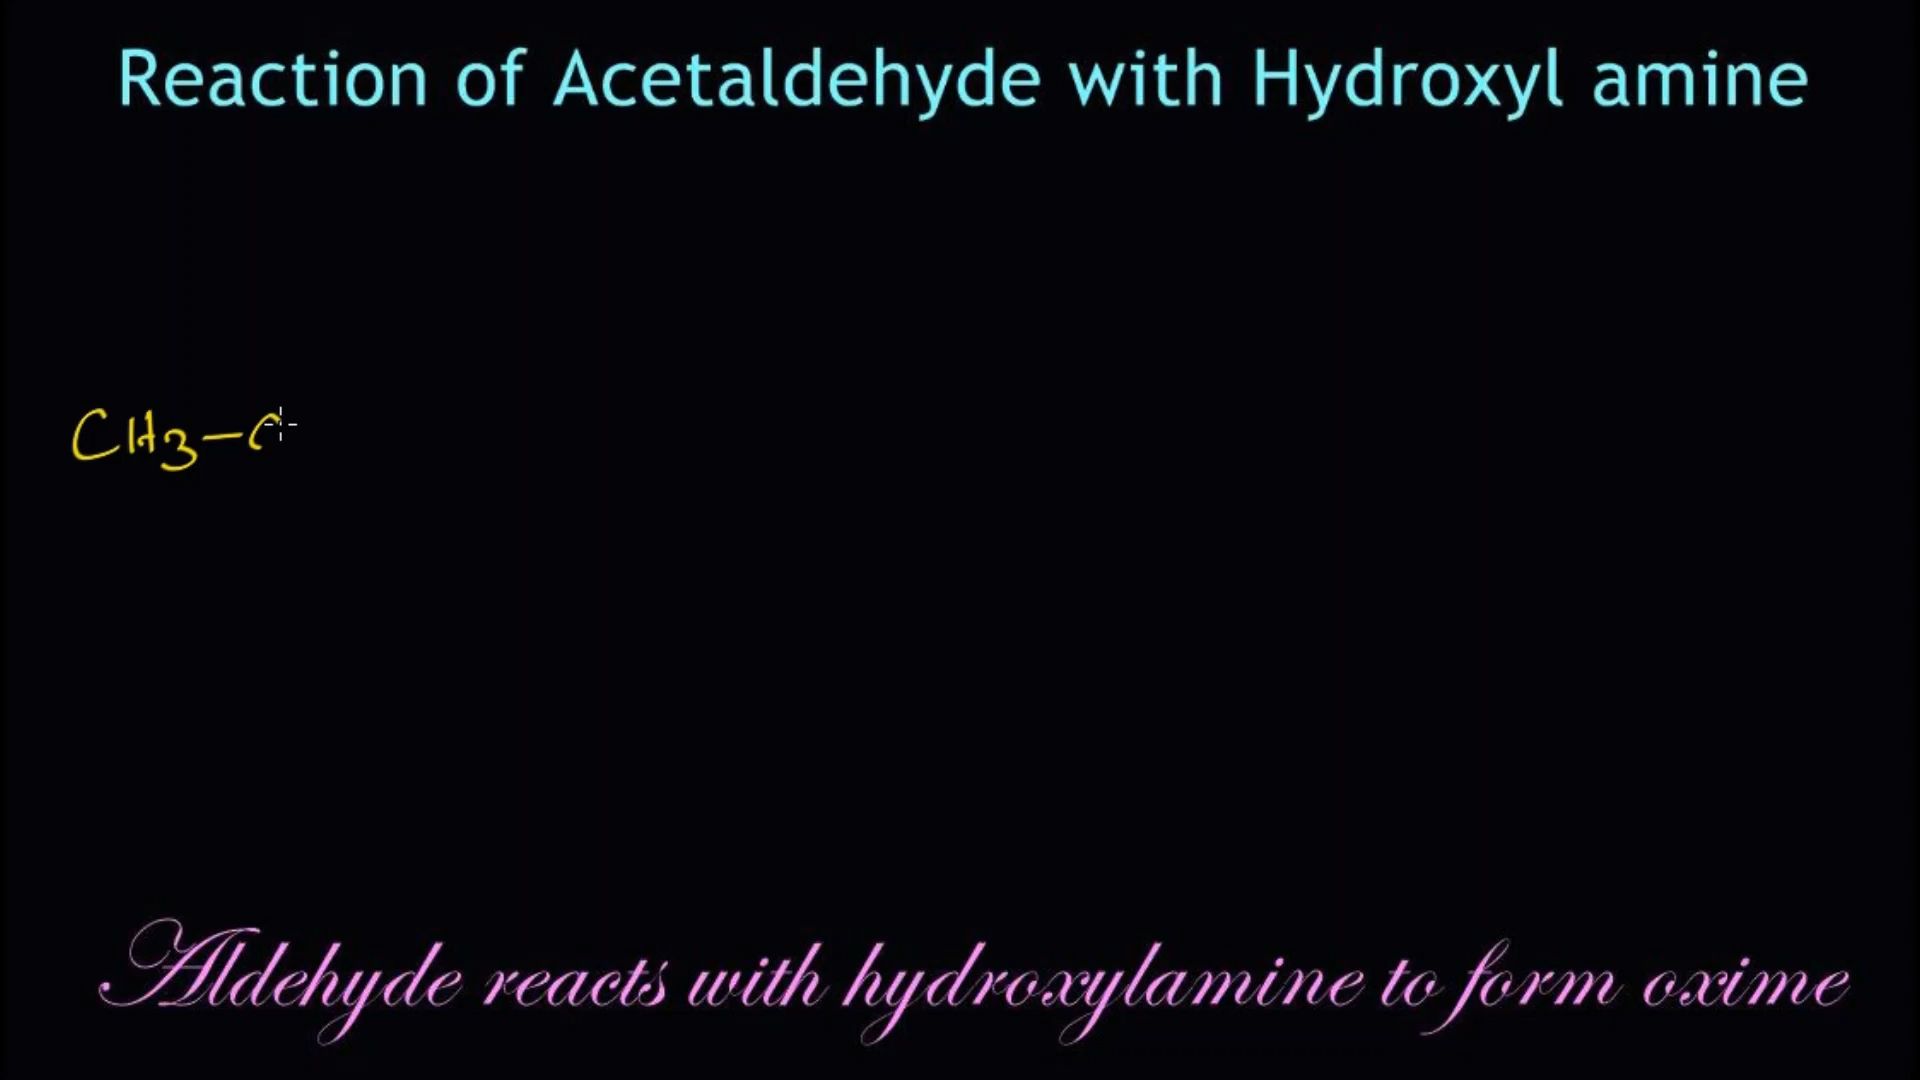 Reaction of Acetaldehyde with Hydroxyl amine
CH3-C
Aldehyde reacts with hydroxylamine to form oxime